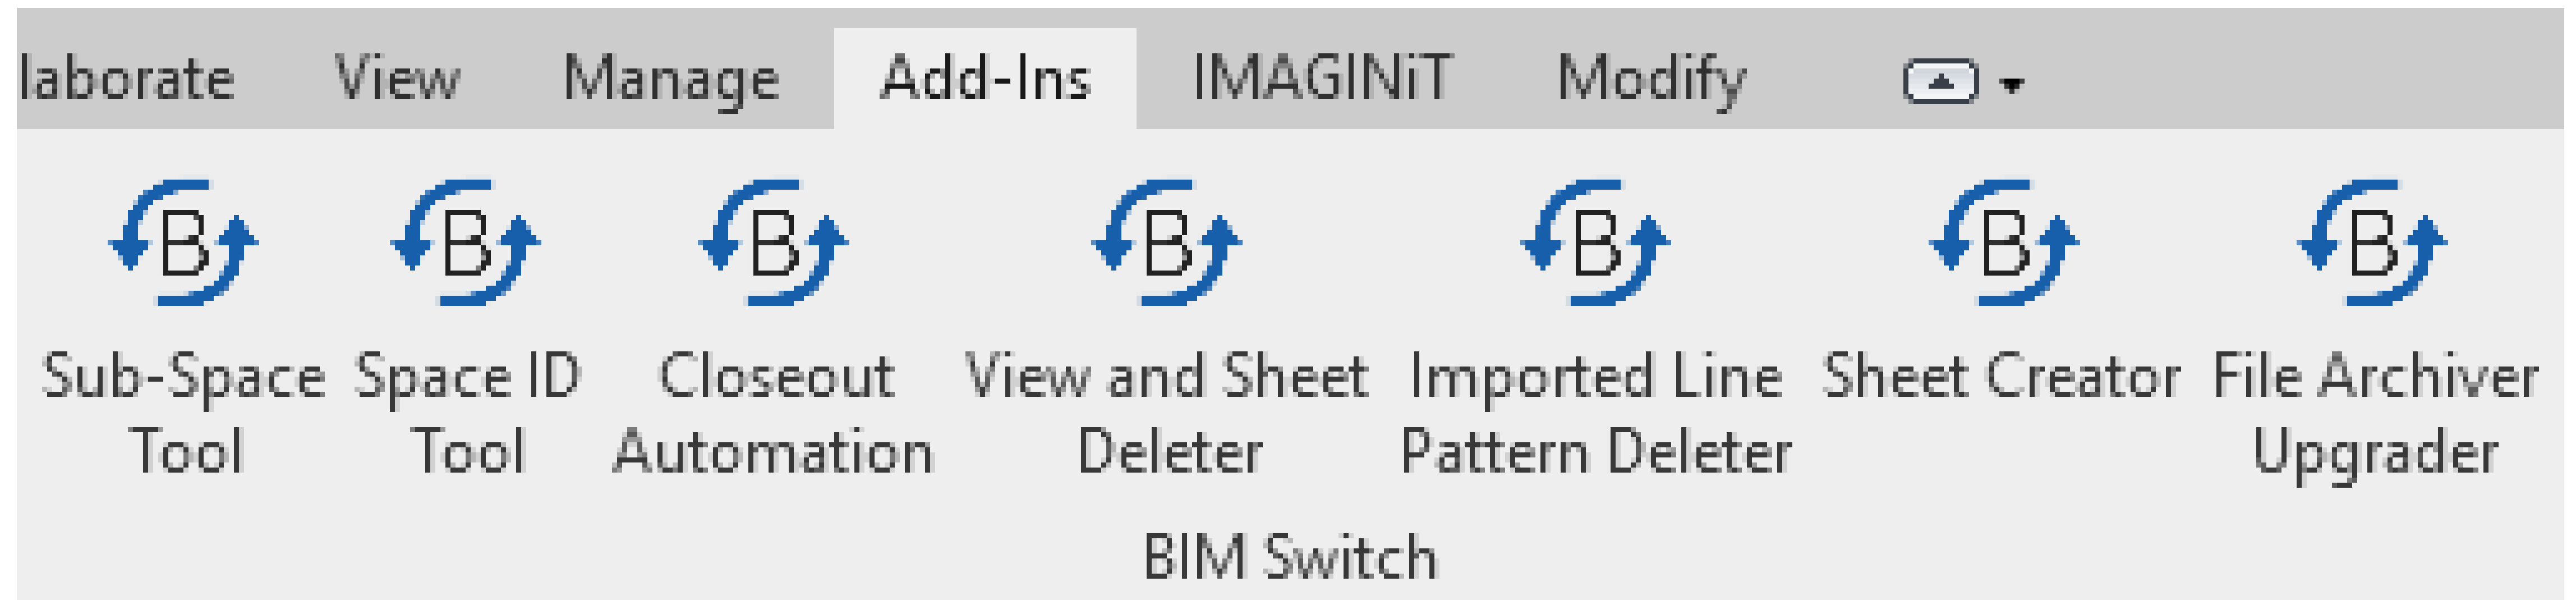 laborate View Manage Add-Ins IMAGINiT Modify
B B B B B B B
Sub-Space Space ID Closeout View and Sheet Imported Line Sheet Creator File Archiver
Tool Tool Automation Deleter Pattern Deleter Upgrader
BIM Switch